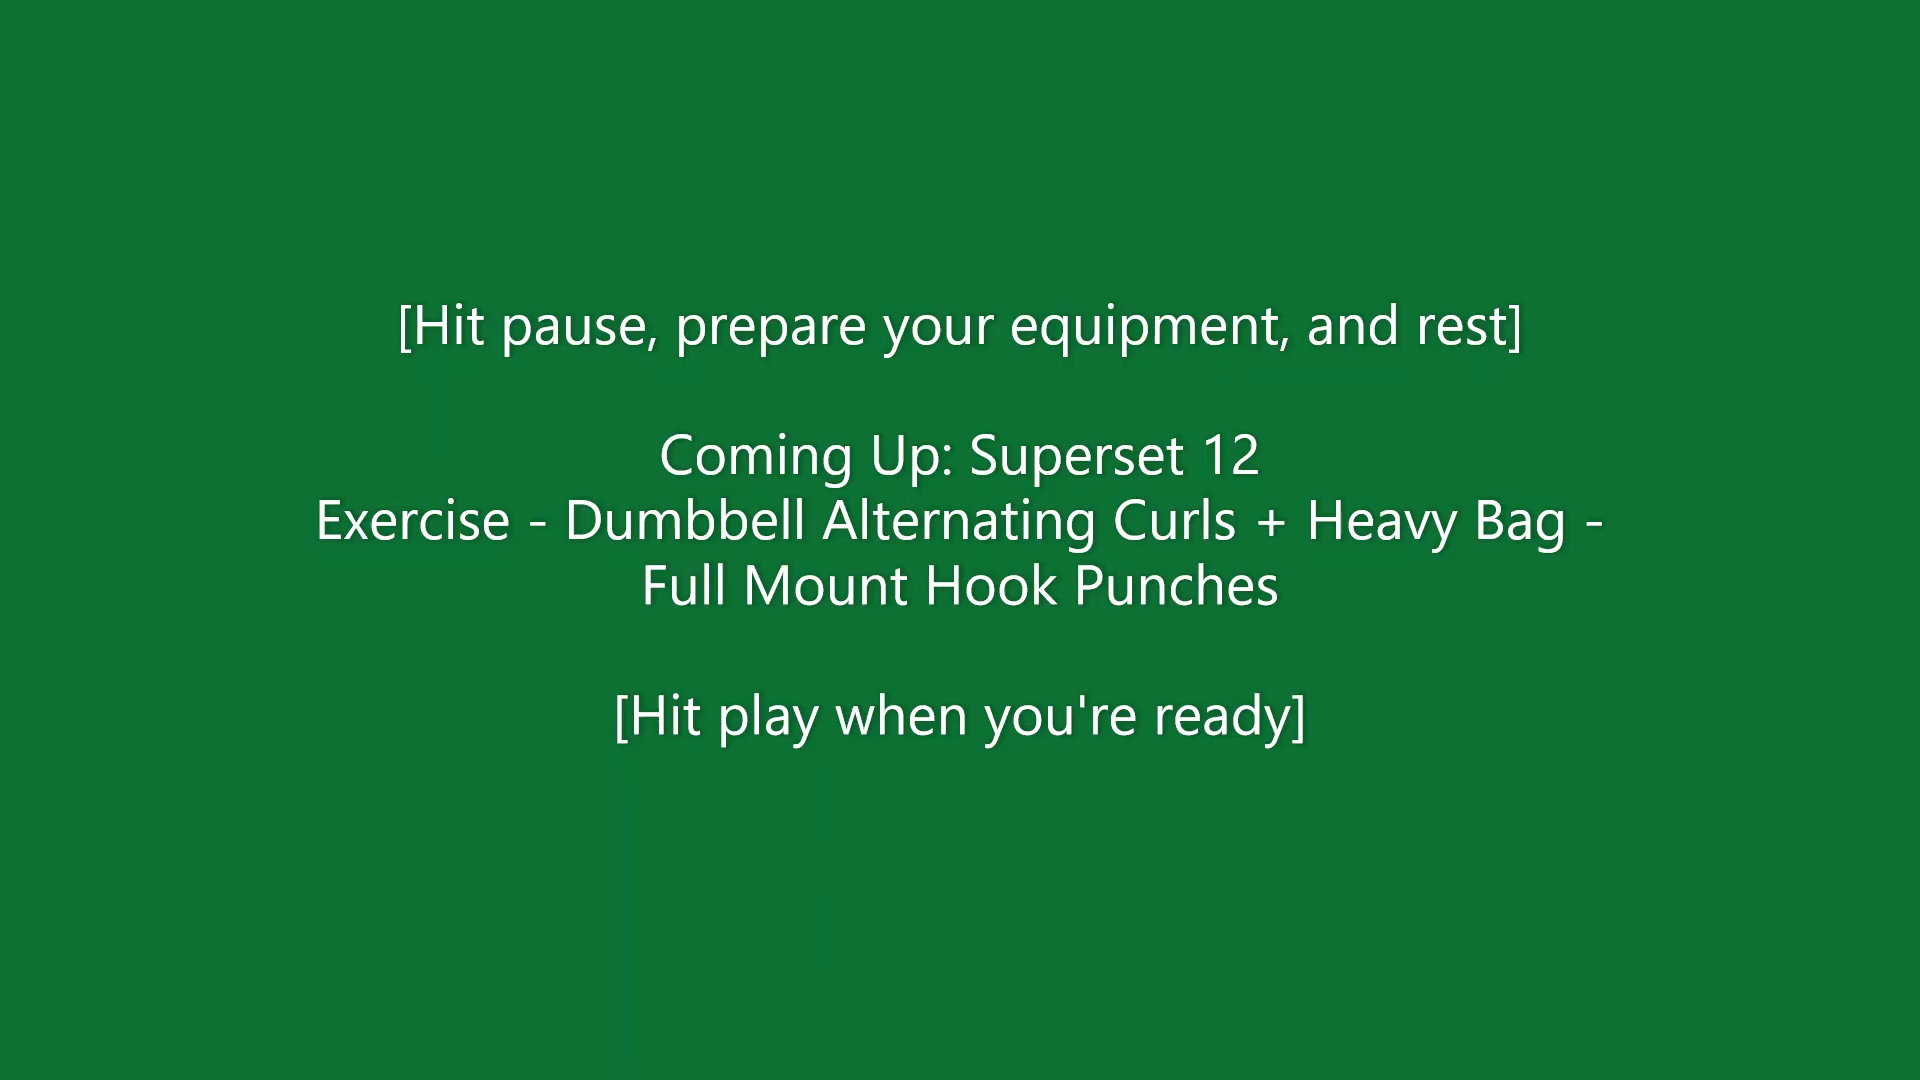 [Hit pause, prepare your equipment, and rest]
Coming Up: Superset 12
Exercise - Dumbbell Alternating Curls + Heavy Bag -
Full Mount Hook Punches
[Hit play when you're ready]